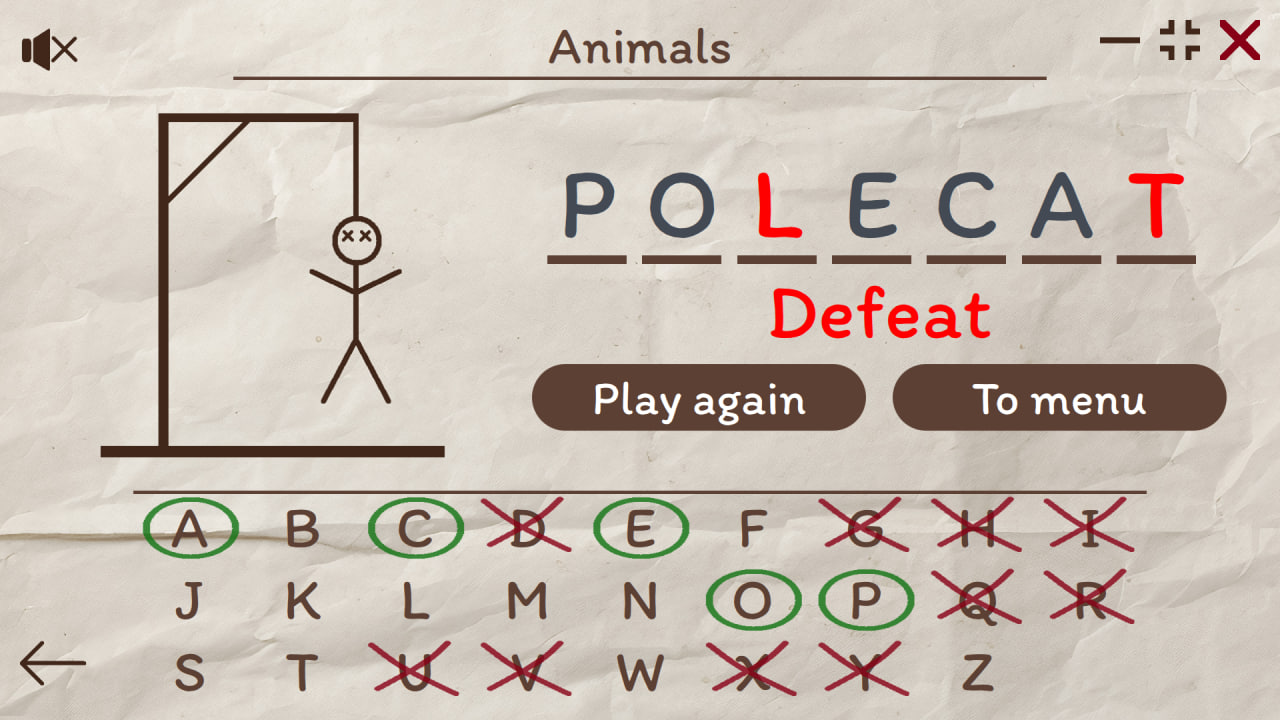 Animals
POLECAT
Defeat
Play again To menu
A B C D E F G H I
J K L M N O P Q R
S T U V W X Y Z